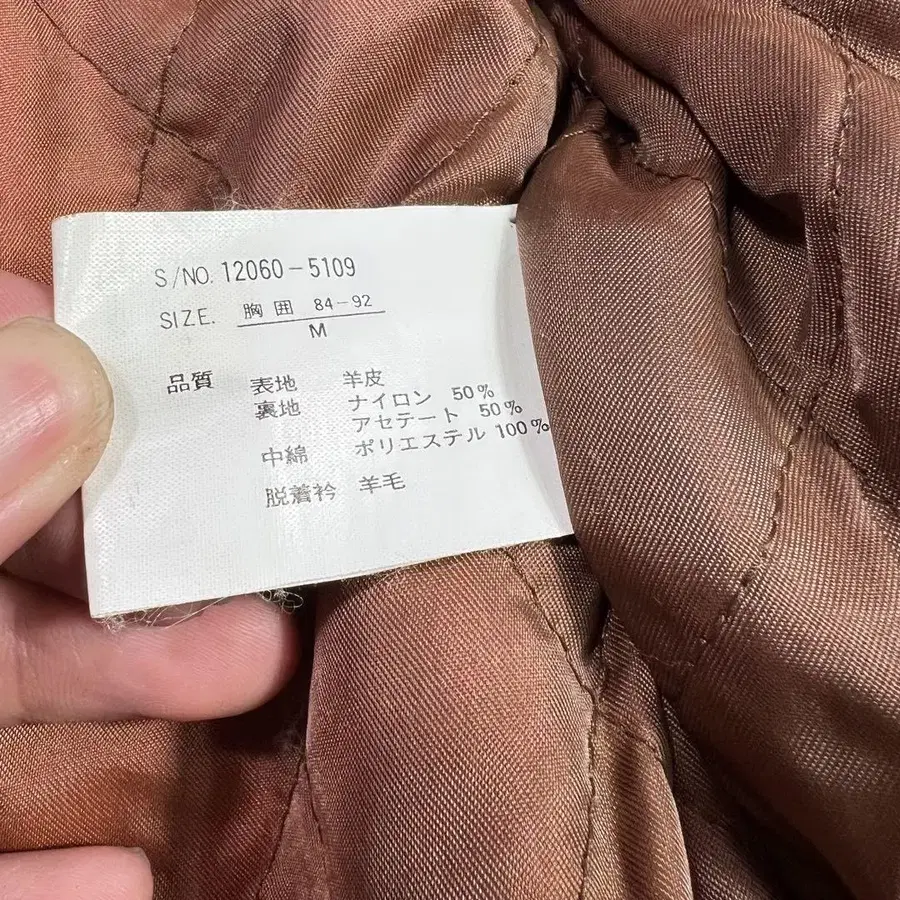 S/NO. 12060-5109
SIZE. 胸囲 84-92
M
品質 表地 羊皮
裏地 ナイロン 50%
アセテート 50%
中綿 ポリエステル 100%
脱着衿 羊毛